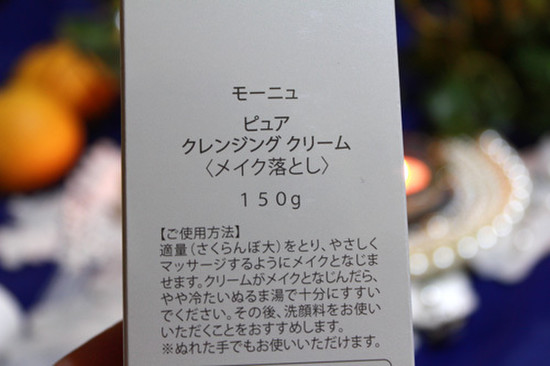 モーニュ
ピュア
クレンジング クリーム
〈メイク落とし〉
150g
【ご使用方法】
適量（さくらんぼ大）をとり、やさしく
マッサージするようにメイクとなじま
せます。クリームがメイクとなじんだら、
やや冷たいぬるま湯で十分にすすい
でください。その後、洗顔料をお使い
いただくことをおすすめします。
※ぬれた手でもお使いいただけます。